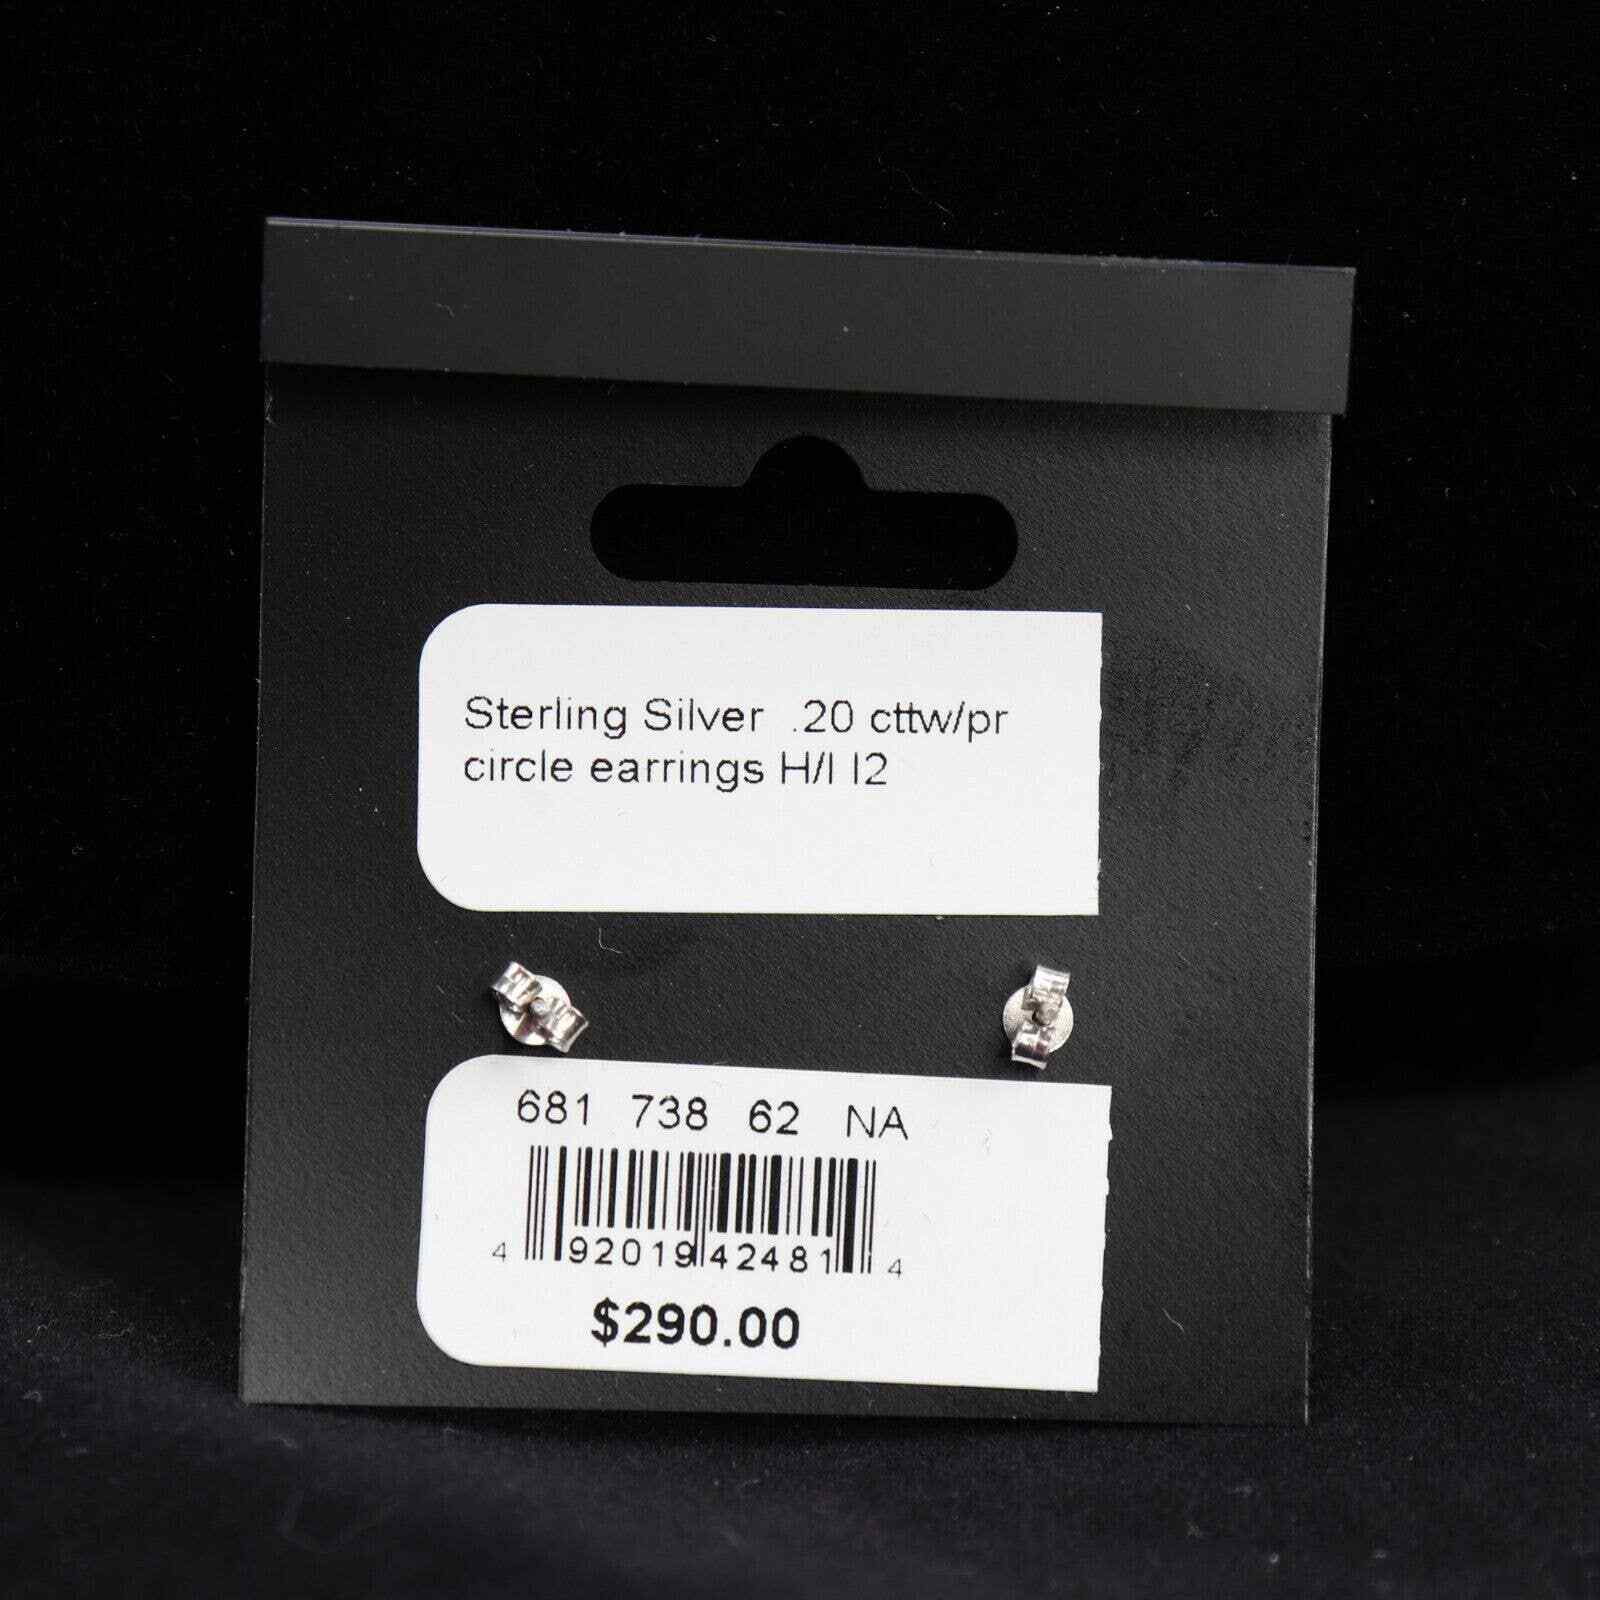 Sterling Silver .20 cttw/pr
circle earrings H/I I2
681 738 62 NA
4 92019 42481 4
$290.00